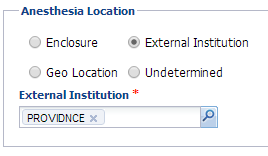 Anesthesia Location
Enclosure External Institution
Geo Location Undetermined
External Institution *
PROVIDNCE ×